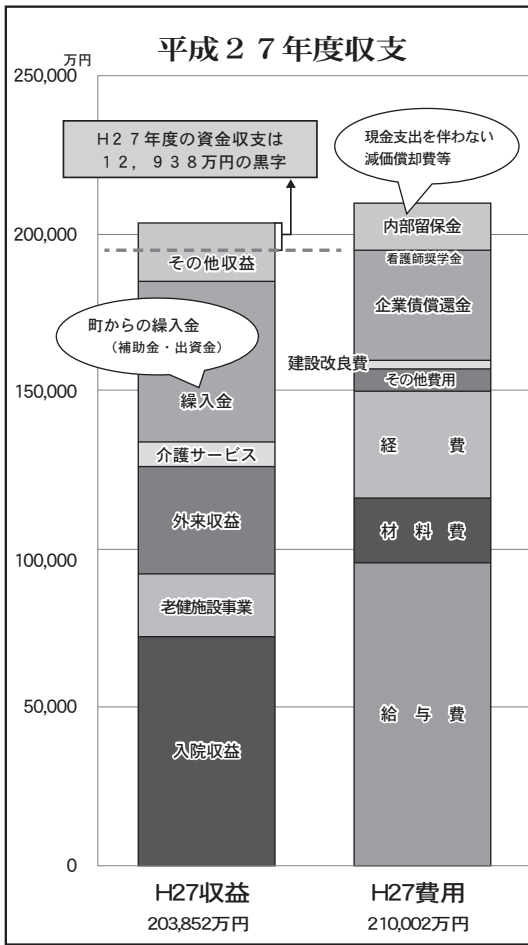 平成27年度収支
万円
250,000
200,000
150,000
100,000
50,000
0
H27年度の資金収支は
12,938万円の黒字
現金支出を伴わない
減価償却費等
その他収益
町からの繰入金
(補助金・出資金)
繰入金
介護サービス
外来収益
老健施設事業
入院収益
内部留保金
看護師奨学金
企業債償還金
建設改良費
その他費用
経費
材料費
給与費
H27収益
203,852万円
H27費用
210,002万円